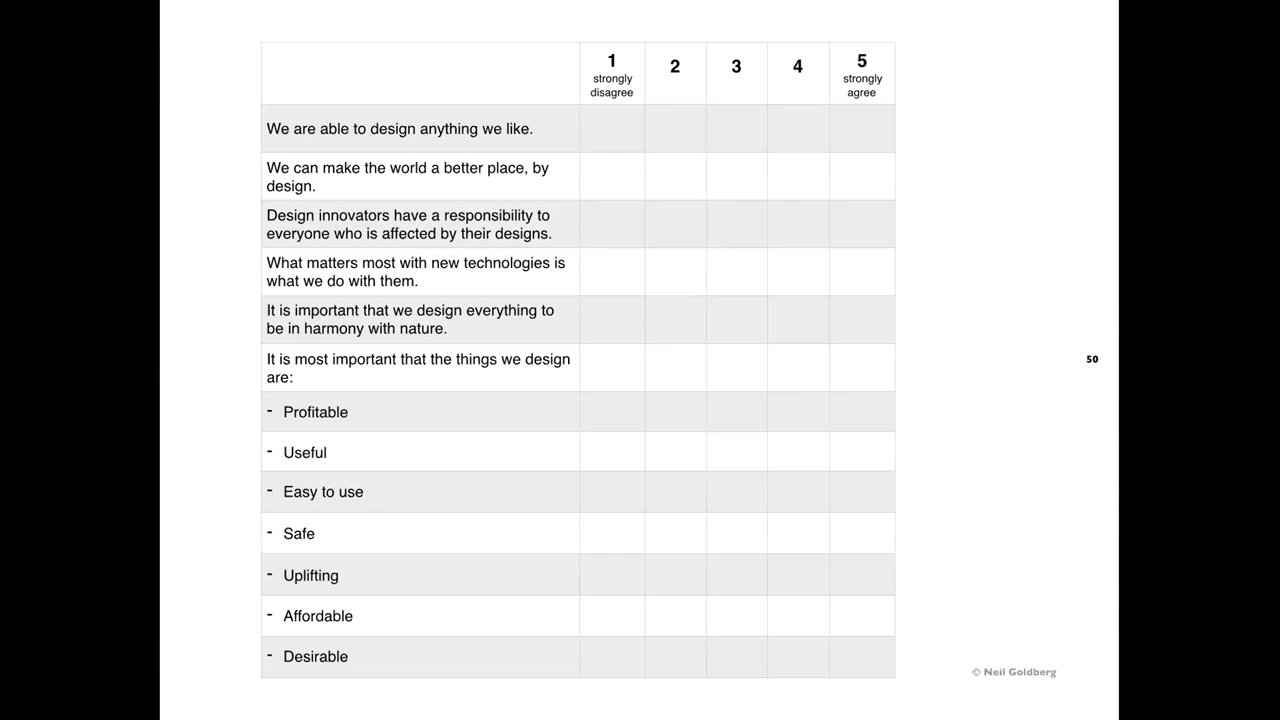 1 2 3 4 5
strongly disagree strongly agree
We are able to design anything we like.
We can make the world a better place, by
design.
Design innovators have a responsibility to
everyone who is affected by their designs.
What matters most with new technologies is
what we do with them.
It is important that we design everything to
be in harmony with nature.
It is most important that the things we design
are:
- Profitable
- Useful
- Easy to use
- Safe
- Uplifting
- Affordable
- Desirable
50
© Neil Goldberg